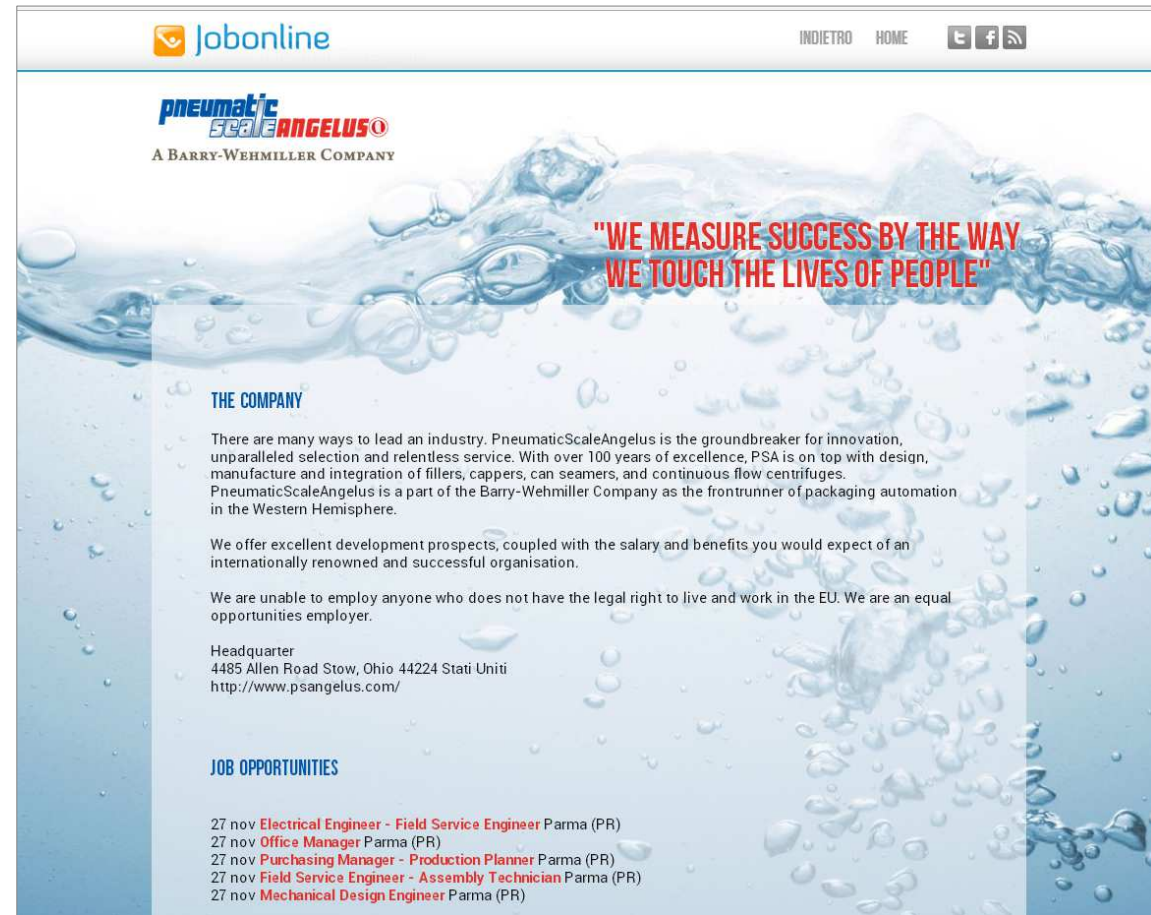 Jobonline
INDIETRO HOME
pneumatic
scaleANGELUS
A BARRY-WEHMILLER COMPANY
"WE MEASURE SUCCESS BY THE WAY
WE TOUCH THE LIVES OF PEOPLE"
THE COMPANY
There are many ways to lead an industry. PneumaticScaleAngelus is the groundbreaker for innovation,
unparalleled selection and relentless service. With over 100 years of excellence, PSA is on top with design,
manufacture and integration of fillers, cappers, can seamers, and continuous flow centrifuges.
PneumaticScaleAngelus is a part of the Barry-Wehmiller Company as the frontrunner of packaging automation
in the Western Hemisphere.
We offer excellent development prospects, coupled with the salary and benefits you would expect of an
internationally renowned and successful organisation.
We are unable to employ anyone who does not have the legal right to live and work in the EU. We are an equal
opportunities employer.
Headquarter
4485 Allen Road Stow, Ohio 44224 Stati Uniti
http://www.psangelus.com/
JOB OPPORTUNITIES
27 nov Electrical Engineer - Field Service Engineer Parma (PR)
27 nov Office Manager Parma (PR)
27 nov Purchasing Manager - Production Planner Parma (PR)
27 nov Field Service Engineer - Assembly Technician Parma (PR)
27 nov Mechanical Design Engineer Parma (PR)